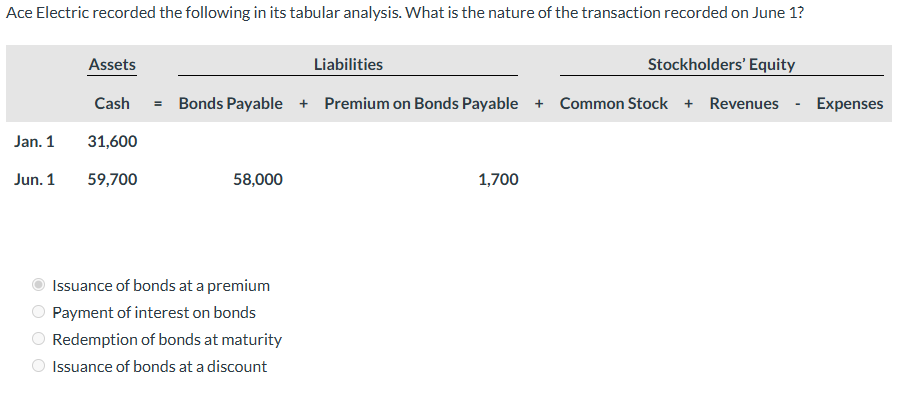 Ace Electric recorded the following in its tabular analysis. What is the nature of the transaction recorded on June 1?
Assets Liabilities Stockholders' Equity
Cash = Bonds Payable + Premium on Bonds Payable + Common Stock + Revenues - Expenses
Jan. 1 31,600
Jun. 1 59,700 58,000 1,700
Issuance of bonds at a premium
Payment of interest on bonds
Redemption of bonds at maturity
Issuance of bonds at a discount